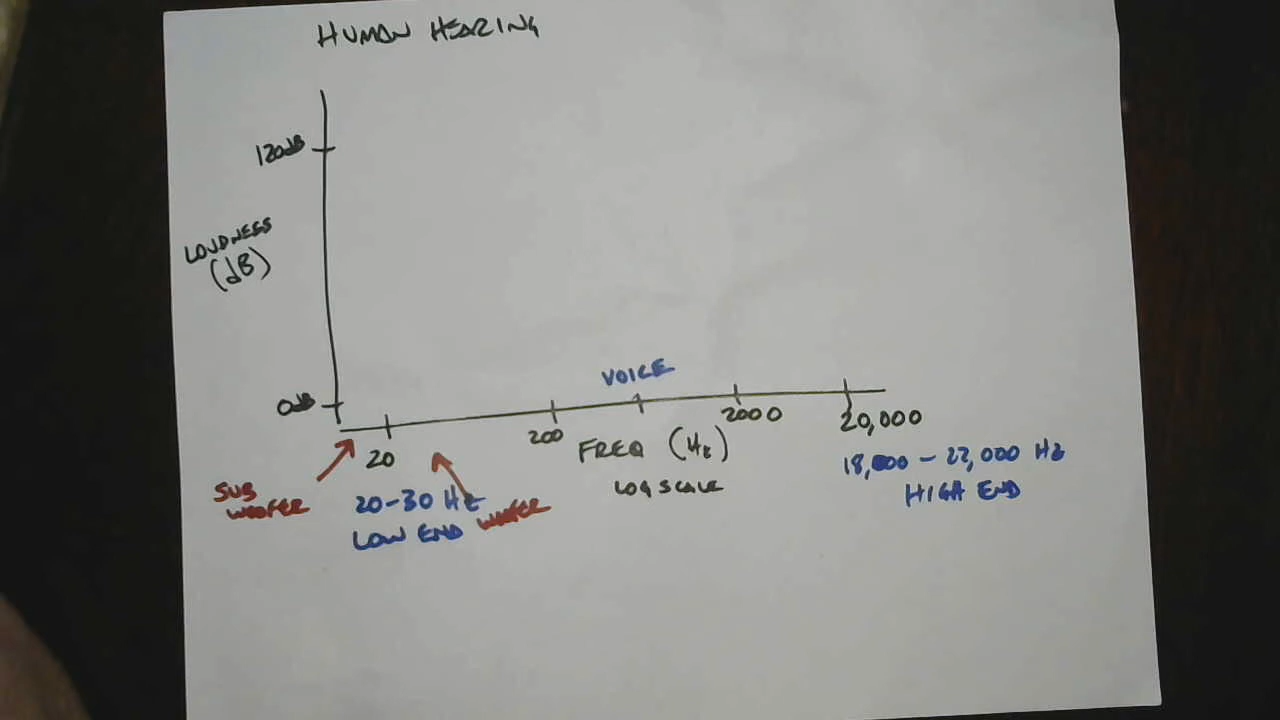 HUMAN HEARING
120dB
LOUDNESS
(dB)
VOICE
0dB
20
200
2000
20,000
FREQ (Hz)
LOG SCALE
18,000 - 22,000 Hz
HIGH END
SUB
WOOFER
20-30 Hz
LOW END
WOOFER